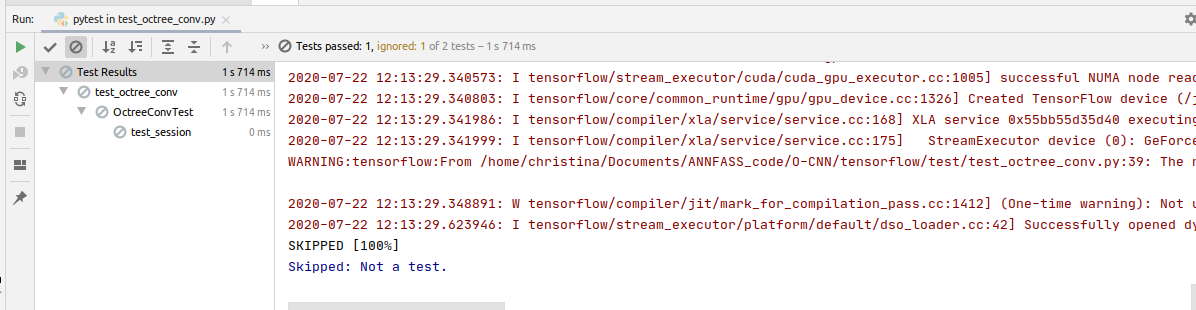 Run: pytest in test_octree_conv.py ×
» Tests passed: 1, ignored: 1 of 2 tests – 1 s 714 ms
Test Results 1 s 714 ms
test_octree_conv 1 s 714 ms
OctreeConvTest 1 s 714 ms
test_session 0 ms
2020-07-22 12:13:29.340573: I tensorflow/stream_executor/cuda/cuda_gpu_executor.cc:1005] successful NUMA node read
2020-07-22 12:13:29.340803: I tensorflow/core/common_runtime/gpu/gpu_device.cc:1326] Created TensorFlow device (/j
2020-07-22 12:13:29.341986: I tensorflow/compiler/xla/service/service.cc:168] XLA service 0x55bb55d35d40 executing
2020-07-22 12:13:29.341999: I tensorflow/compiler/xla/service/service.cc:175] StreamExecutor device (0): GeForce
WARNING:tensorflow:From /home/christina/Documents/ANNFASS_code/O-CNN/tensorflow/test/test_octree_conv.py:39: The n
2020-07-22 12:13:29.348891: W tensorflow/compiler/jit/mark_for_compilation_pass.cc:1412] (One-time warning): Not u
2020-07-22 12:13:29.623946: I tensorflow/stream_executor/platform/default/dso_loader.cc:42] Successfully opened dy
SKIPPED [100%]
Skipped: Not a test.